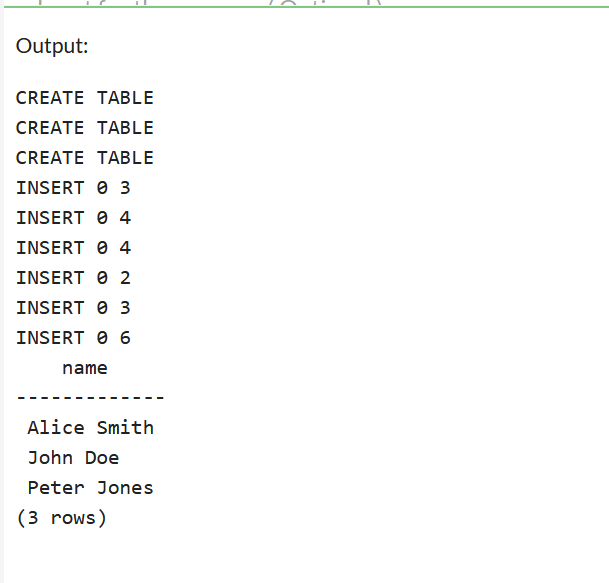 Output:
CREATE TABLE
CREATE TABLE
CREATE TABLE
INSERT 0 3
INSERT 0 4
INSERT 0 4
INSERT 0 2
INSERT 0 3
INSERT 0 6
    name
-------------
 Alice Smith
 John Doe
 Peter Jones
(3 rows)